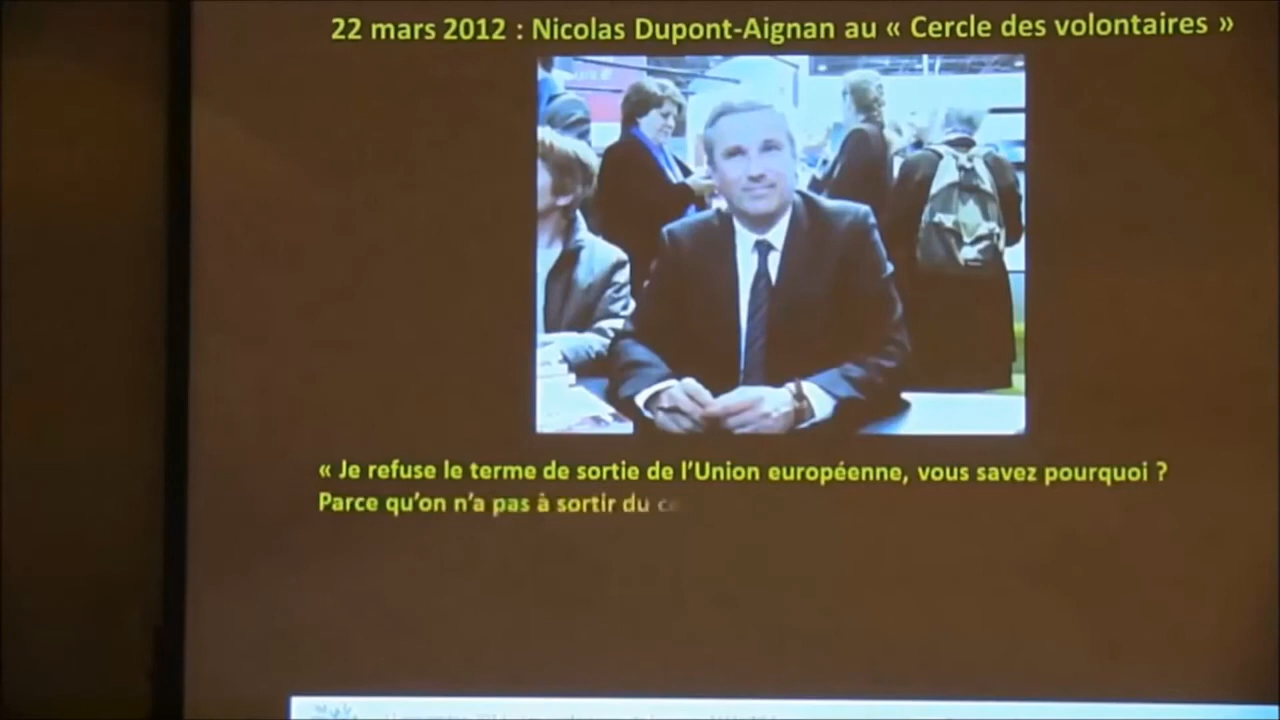 22 mars 2012 : Nicolas Dupont-Aignan au « Cercle des volontaires »
« Je refuse le terme de sortie de l'Union européenne, vous savez pourquoi ?
Parce qu'on n'a pas à sortir du